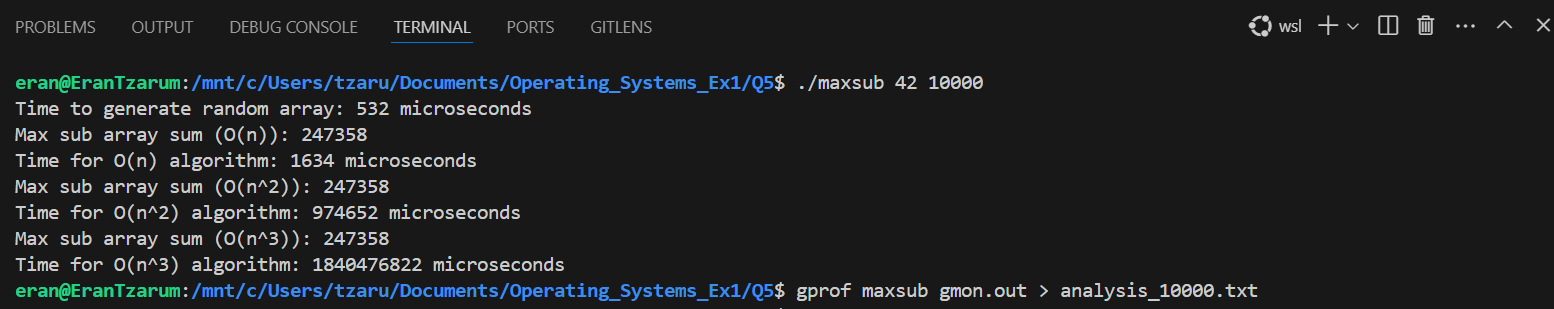 PROBLEMS OUTPUT DEBUG CONSOLE TERMINAL PORTS GITLENS wsl
eran@EranTzarum:/mnt/c/Users/tzaru/Documents/Operating_Systems_Ex1/Q5$ ./maxsub 42 10000
Time to generate random array: 532 microseconds
Max sub array sum (O(n)): 247358
Time for O(n) algorithm: 1634 microseconds
Max sub array sum (O(n^2)): 247358
Time for O(n^2) algorithm: 974652 microseconds
Max sub array sum (O(n^3)): 247358
Time for O(n^3) algorithm: 1840476822 microseconds
eran@EranTzarum:/mnt/c/Users/tzaru/Documents/Operating_Systems_Ex1/Q5$ gprof maxsub gmon.out > analysis_10000.txt